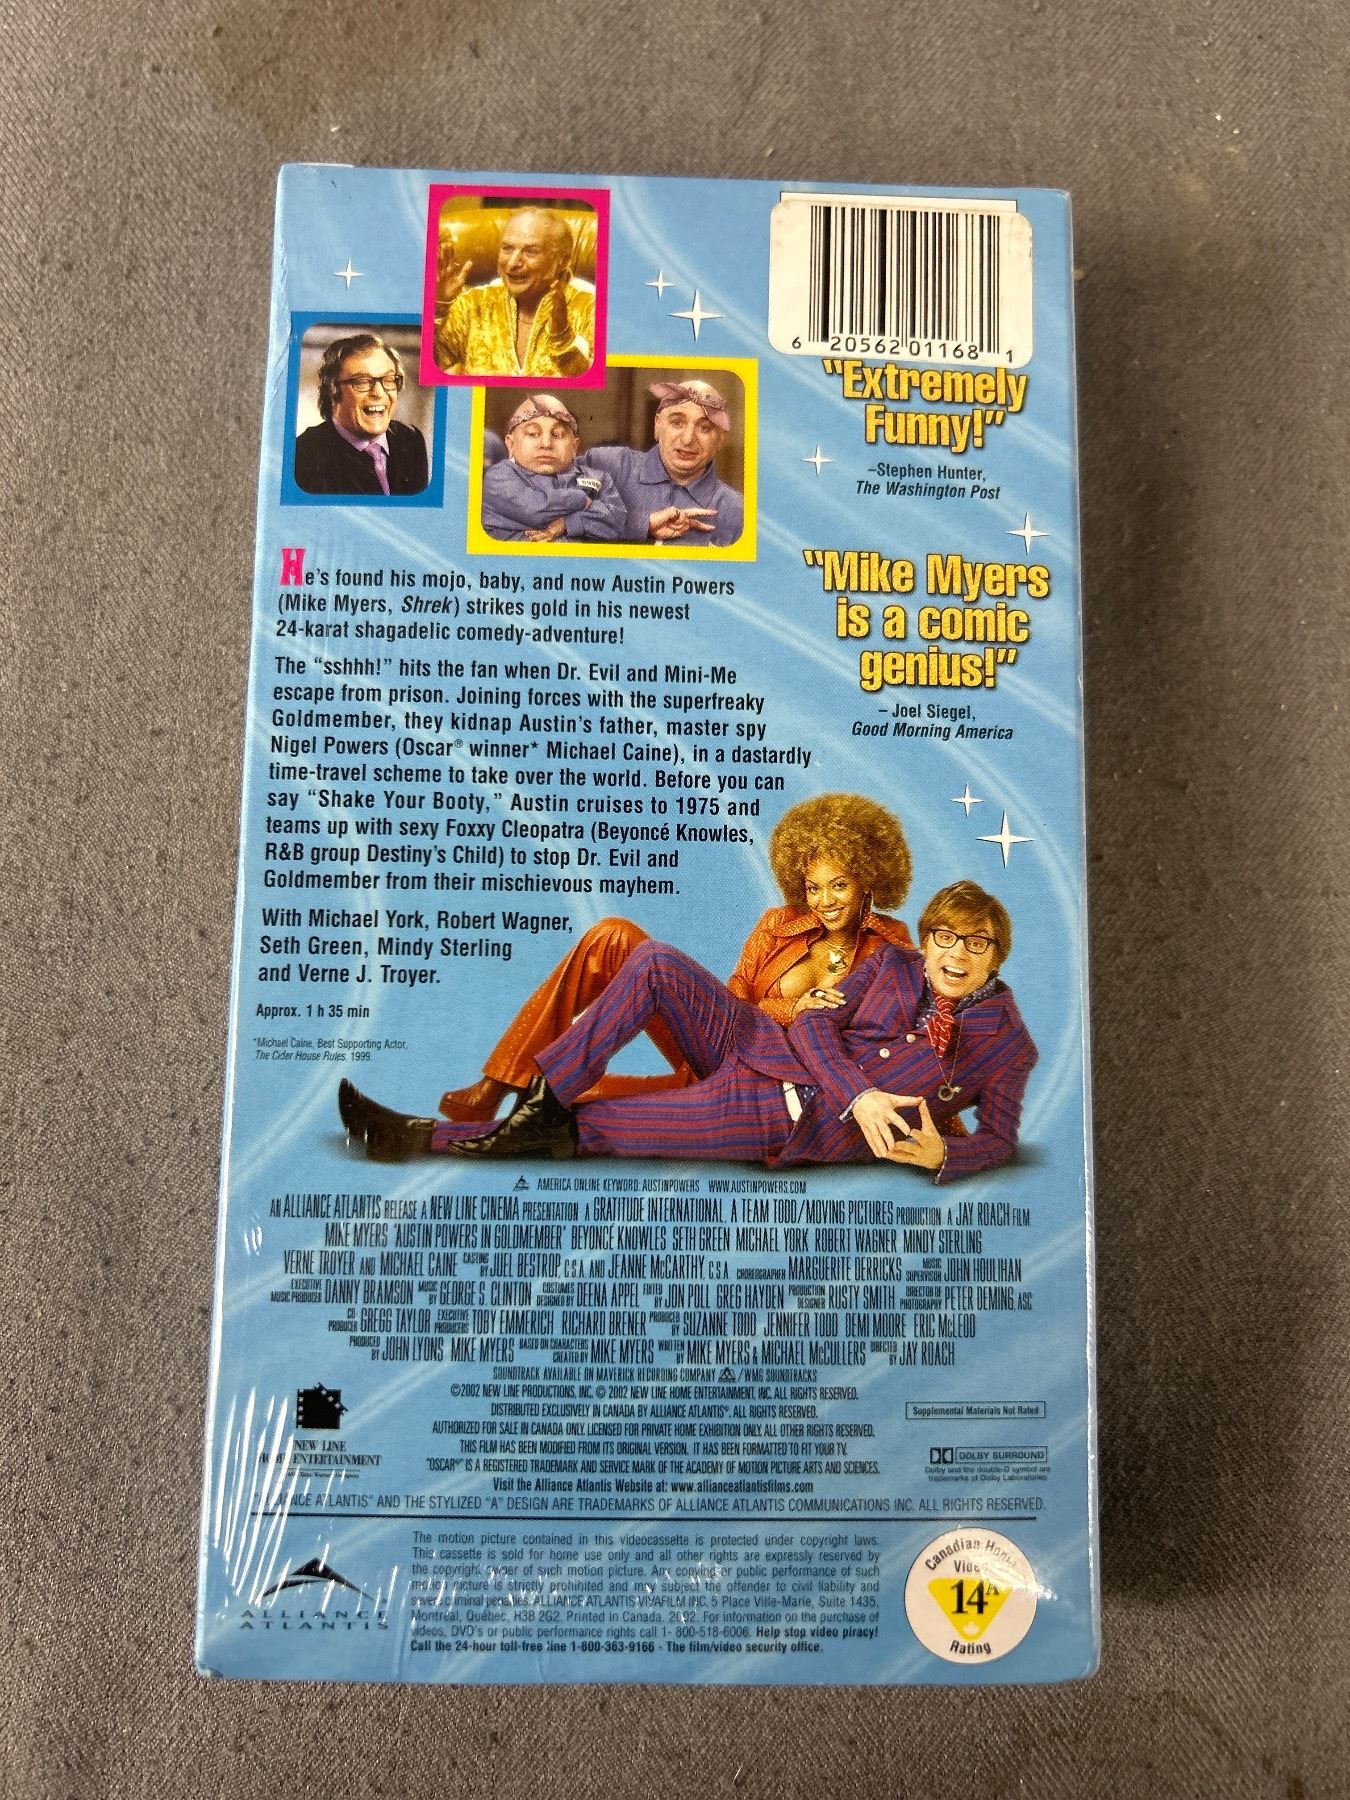 6 20562 01168 1
"Extremely
Funny!"
–Stephen Hunter,
The Washington Post
"Mike Myers
is a comic
genius!"
– Joel Siegel,
Good Morning America
He's found his mojo, baby, and now Austin Powers
(Mike Myers, Shrek) strikes gold in his newest
24-karat shagadelic comedy-adventure!
The "sshhh!" hits the fan when Dr. Evil and Mini-Me
escape from prison. Joining forces with the superfreaky
Goldmember, they kidnap Austin's father, master spy
Nigel Powers (Oscar® winner* Michael Caine), in a dastardly
time-travel scheme to take over the world. Before you can
say "Shake Your Booty," Austin cruises to 1975 and
teams up with sexy Foxxy Cleopatra (Beyoncé Knowles,
R&B group Destiny's Child) to stop Dr. Evil and
Goldmember from their mischievous mayhem.
With Michael York, Robert Wagner,
Seth Green, Mindy Sterling
and Verne J. Troyer.
Approx. 1 h 35 min
*Michael Caine, Best Supporting Actor,
The Cider House Rules, 1999.
AMERICA ONLINE KEYWORD: AUSTINPOWERS WWW.AUSTINPOWERS.COM
AN ALLIANCE ATLANTIS RELEASE A NEW LINE CINEMA PRESENTATION A GRATITUDE INTERNATIONAL, A TEAM TODD/MOVING PICTURES PRODUCTION A JAY ROACH FILM
MIKE MYERS "AUSTIN POWERS IN GOLDMEMBER" BEYONCÉ KNOWLES SETH GREEN MICHAEL YORK ROBERT WAGNER MINDY STERLING
VERNE TROYER AND MICHAEL CAINE CASTING BY JUEL BESTROP, C.S.A. AND JEANNE McCARTHY, C.S.A. CHOREOGRAPHER MARGUERITE DERRICKS MUSIC SUPERVISOR JOHN HOULIHAN
EXECUTIVE MUSIC PRODUCER DANNY BRAMSON MUSIC BY GEORGE S. CLINTON COSTUMES DESIGNED BY DEENA APPEL EDITED BY JON POLL GREG HAYDEN PRODUCTION DESIGNER RUSTY SMITH DIRECTOR OF PHOTOGRAPHY PETER DEMING, ASC
CO-PRODUCER GREGG TAYLOR EXECUTIVE PRODUCERS TOBY EMMERICH RICHARD BRENER PRODUCED BY SUZANNE TODD JENNIFER TODD DEMI MOORE ERIC McLEOD
PRODUCED BY JOHN LYONS MIKE MYERS BASED ON CHARACTERS CREATED BY MIKE MYERS WRITTEN BY MIKE MYERS & MICHAEL McCULLERS DIRECTED BY JAY ROACH
SOUNDTRACK AVAILABLE ON MAVERICK RECORDING COMPANY /WMG SOUNDTRACKS
©2002 NEW LINE PRODUCTIONS, INC. © 2002 NEW LINE HOME ENTERTAINMENT, INC. ALL RIGHTS RESERVED.
DISTRIBUTED EXCLUSIVELY IN CANADA BY ALLIANCE ATLANTIS®. ALL RIGHTS RESERVED.
AUTHORIZED FOR SALE IN CANADA ONLY. LICENSED FOR PRIVATE HOME EXHIBITION ONLY. ALL OTHER RIGHTS RESERVED.
THIS FILM HAS BEEN MODIFIED FROM ITS ORIGINAL VERSION. IT HAS BEEN FORMATTED TO FIT YOUR TV.
"OSCAR®" IS A REGISTERED TRADEMARK AND SERVICE MARK OF THE ACADEMY OF MOTION PICTURE ARTS AND SCIENCES.
Visit the Alliance Atlantis Website at: www.allianceatlantisfilms.com
"ALLIANCE ATLANTIS" AND THE STYLIZED "A" DESIGN ARE TRADEMARKS OF ALLIANCE ATLANTIS COMMUNICATIONS INC. ALL RIGHTS RESERVED.
NEW LINE
HOME ENTERTAINMENT
Supplemental Materials Not Rated
DOLBY SURROUND
Dolby and the double-D symbol are
trademarks of Dolby Laboratories
ALLIANCE
ATLANTIS
The motion picture contained in this videocassette is protected under copyright laws.
This cassette is sold for home use only and all other rights are expressly reserved by
the copyright owner of such motion picture. Any copying or public performance of such
motion picture is strictly prohibited and may subject the offender to civil liability and
severe criminal penalties. ALLIANCE ATLANTIS VIVAFILM INC. 5 Place Ville-Marie, Suite 1435,
Montréal, Québec, H3B 2G2. Printed in Canada. 2002. For information on the purchase of
videos, DVD's or public performance rights call 1- 800-518-6006. Help stop video piracy!
Call the 24-hour toll-free line 1-800-363-9166 - The film/video security office.
Canadian Home
Video
14A
Rating